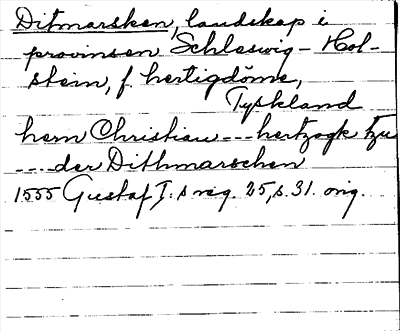 Ditmarsken, landskap i
provinsen Schleswig-Hol-
stein, f. hertigdöme,
Tyskland
hern Christian --- hertzogk tzu
--- der Dithmarschen
1555 Gustaf I:s reg. 25, s. 31. orig.